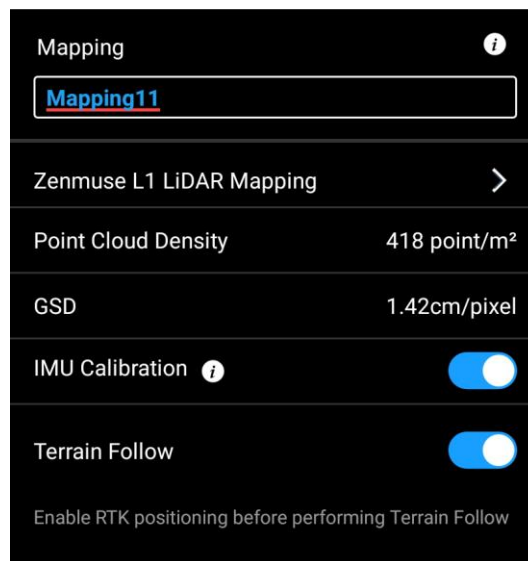 Mapping
Mapping11
Zenmuse L1 LiDAR Mapping
Point Cloud Density 418 point/m²
GSD 1.42cm/pixel
IMU Calibration
Terrain Follow
Enable RTK positioning before performing Terrain Follow